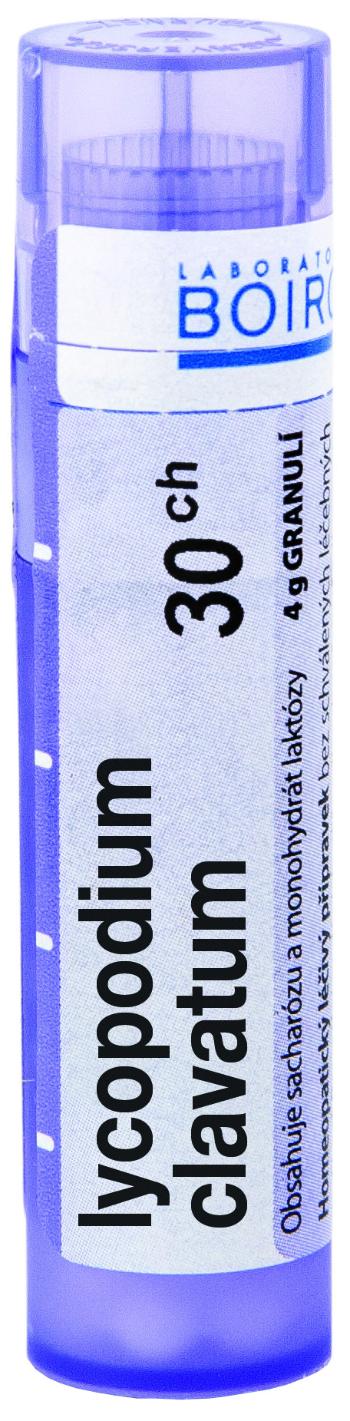 LABORATO
BOIRO
lycopodium
clavatum
30 ch
4 g GRANULÍ
Obsahuje sacharózu a monohydrát laktózy
Homeopatický léčivý přípravek bez schválených léčebných